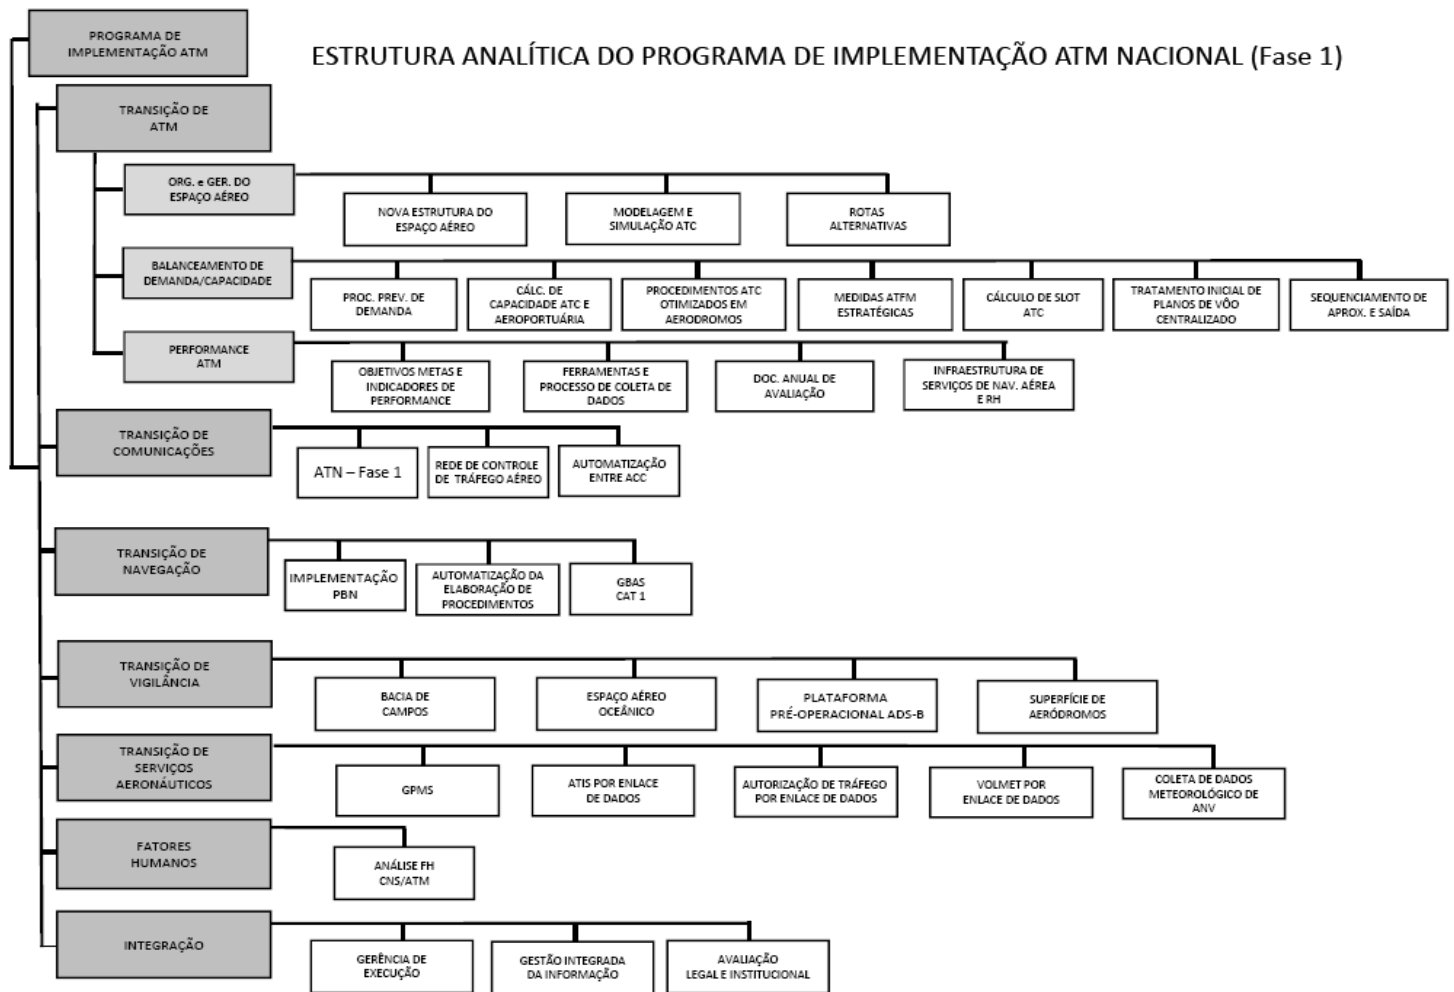 PROGRAMA DE
IMPLEMENTAÇÃO ATM
ESTRUTURA ANALÍTICA DO PROGRAMA DE IMPLEMENTAÇÃO ATM NACIONAL (Fase 1)
TRANSIÇÃO DE
ATM
ORG. e GER. DO
ESPAÇO AÉREO
NOVA ESTRUTURA DO
ESPAÇO AÉREO
MODELAGEM E
SIMULAÇÃO ATC
ROTAS
ALTERNATIVAS
BALANCEAMENTO DE
DEMANDA/CAPACIDADE
PROC. PREV. DE
DEMANDA
CÁLC. DE
CAPACIDADE ATC E
AEROPORTUÁRIA
PROCEDIMENTOS ATC
OTIMIZADOS EM
AERODROMOS
MEDIDAS ATFM
ESTRATÉGICAS
CÁLCULO DE SLOT
ATC
TRATAMENTO INICIAL DE
PLANOS DE VÔO
CENTRALIZADO
SEQUENCIAMENTO DE
APROX. E SAÍDA
PERFORMANCE
ATM
OBJETIVOS METAS E
INDICADORES DE
PERFORMANCE
FERRAMENTAS E
PROCESSO DE COLETA DE
DADOS
DOC. ANUAL DE
AVALIAÇÃO
INFRAESTRUTURA DE
SERVIÇOS DE NAV. AÉREA
E RH
TRANSIÇÃO DE
COMUNICAÇÕES
ATN – Fase 1
REDE DE CONTROLE
DE TRÁFEGO AÉREO
AUTOMATIZAÇÃO
ENTRE ACC
TRANSIÇÃO DE
NAVEGAÇÃO
IMPLEMENTAÇÃO
PBN
AUTOMATIZAÇÃO DA
ELABORAÇÃO DE
PROCEDIMENTOS
GBAS
CAT 1
TRANSIÇÃO DE
VIGILÂNCIA
BACIA DE
CAMPOS
ESPAÇO AÉREO
OCEÂNICO
PLATAFORMA
PRÉ-OPERACIONAL ADS-B
SUPERFÍCIE DE
AERÓDROMOS
TRANSIÇÃO DE
SERVIÇOS
AERONÁUTICOS
GPMS
ATIS POR ENLACE
DE DADOS
AUTORIZAÇÃO DE TRÁFEGO
POR ENLACE DE DADOS
VOLMET POR
ENLACE DE DADOS
COLETA DE DADOS
METEOROLÓGICO DE
ANV
FATORES
HUMANOS
ANÁLISE FH
CNS/ATM
INTEGRAÇÃO
GERÊNCIA DE
EXECUÇÃO
GESTÃO INTEGRADA
DA INFORMAÇÃO
AVALIAÇÃO
LEGAL E INSTITUCIONAL